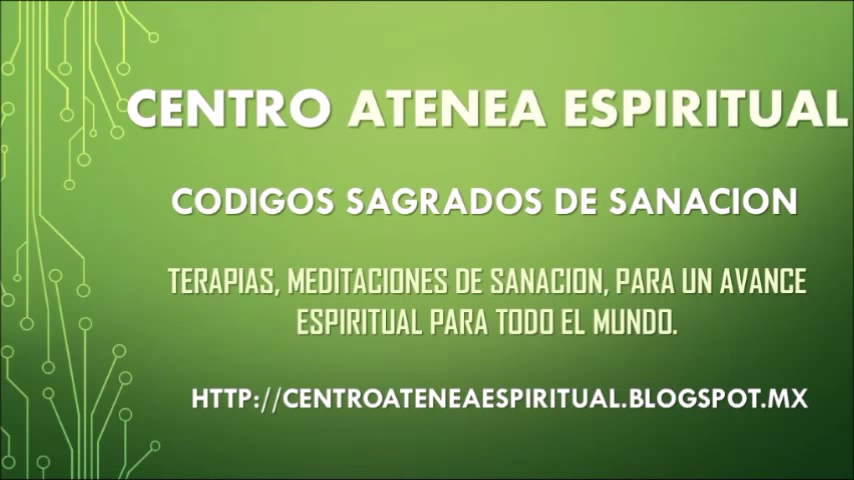 CENTRO ATENEA ESPIRITUAL
CODIGOS SAGRADOS DE SANACION
TERAPIAS, MEDITACIONES DE SANACION, PARA UN AVANCE
ESPIRITUAL PARA TODO EL MUNDO.
HTTP://CENTROATENEAESPIRITUAL.BLOGSPOT.MX